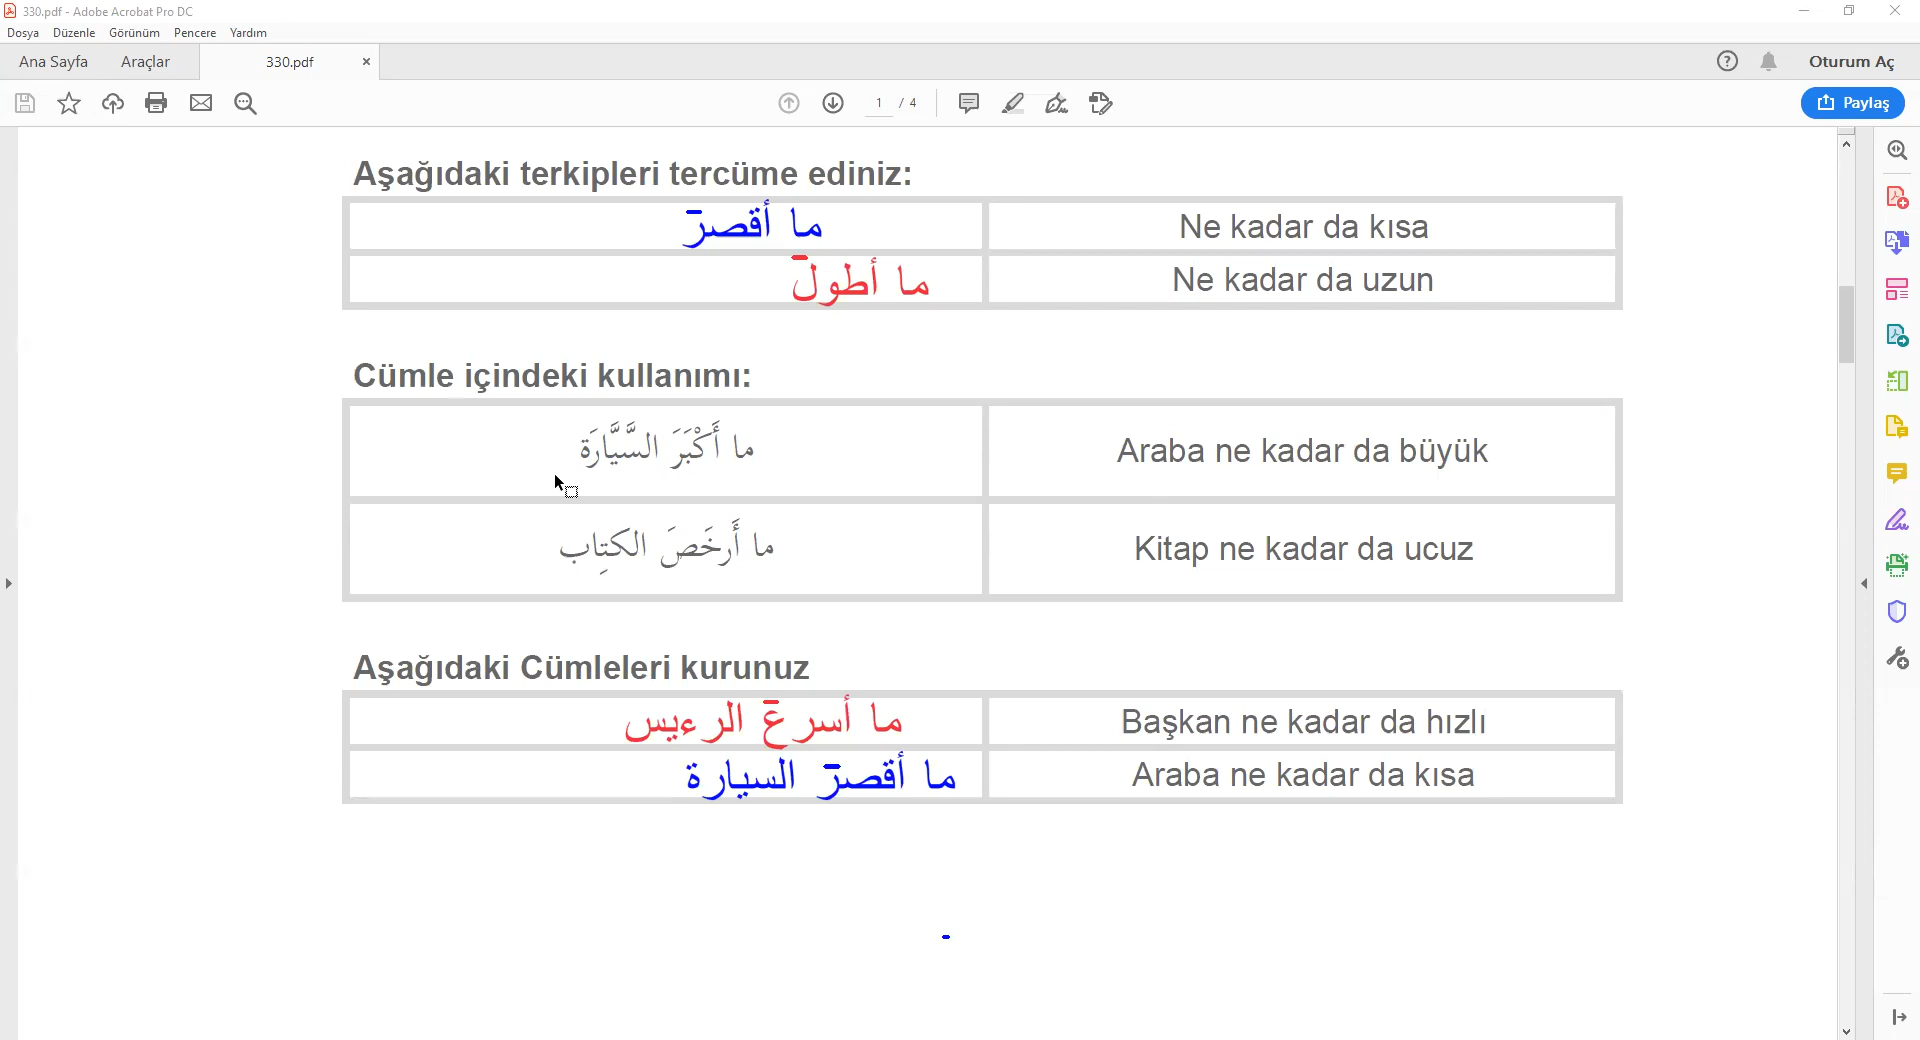 330.pdf - Adobe Acrobat Pro DC
Dosya Düzenle Görünüm Pencere Yardım
Ana Sayfa Araçlar 330.pdf × Oturum Aç
1 / 4 Paylaş
Aşağıdaki terkipleri tercüme ediniz:
ما أقصرَ Ne kadar da kısa
ما أطولَ Ne kadar da uzun
Cümle içindeki kullanımı:
ما أَكْبَرَ السَّيَّارَة Araba ne kadar da büyük
ما أَرخَصَ الكتِاب Kitap ne kadar da ucuz
Aşağıdaki Cümleleri kurunuz
ما أسرعَ الرءيس Başkan ne kadar da hızlı
ما أقصرَ السيارة Araba ne kadar da kısa